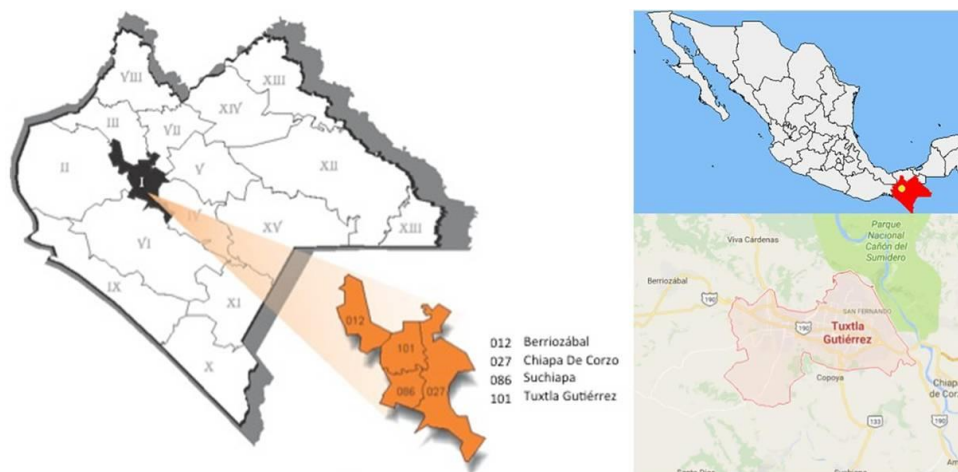 VIII
XIII
XIV
III
VII
II
V
XII
I
IV
XV
XIII
VI
IX
XI
X
012
101
086
027
012 Berriozábal
027 Chiapa De Corzo
086 Suchiapa
101 Tuxtla Gutiérrez
Parque
Nacional
Cañón del
Sumidero
Viva Cárdenas
Berriozábal
190
SAN FERNANDO
190
Tuxtla
Gutiérrez
Copoya
Chiapa
de Corz
190
133